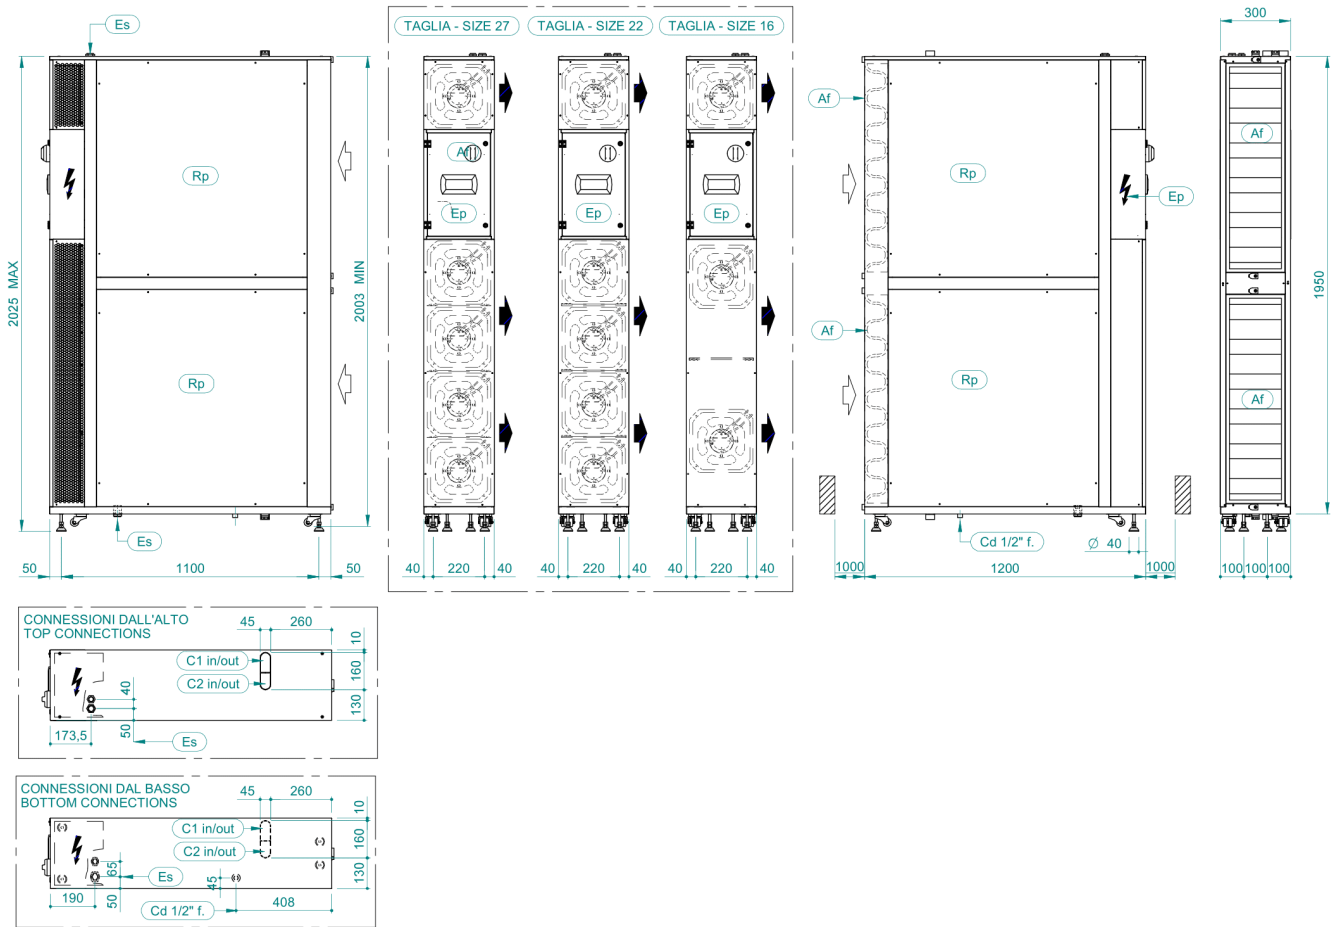 Es
Rp
Rp
Es
2025 MAX
2003 MIN
50
1100
50
TAGLIA - SIZE 27
TAGLIA - SIZE 22
TAGLIA - SIZE 16
Af
Ep
Ep
Ep
40
220
40
40
220
40
40
220
40
Af
Rp
Ep
Af
Rp
Cd 1/2" f.
Ø 40
1000
1200
1000
300
Af
Af
1950
100
100
100
CONNESSIONI DALL'ALTO
TOP CONNECTIONS
45
260
10
C1 in/out
C2 in/out
160
130
40
50
173,5
Es
CONNESSIONI DAL BASSO
BOTTOM CONNECTIONS
45
260
10
C1 in/out
C2 in/out
160
130
65
Es
50
45
190
408
Cd 1/2" f.